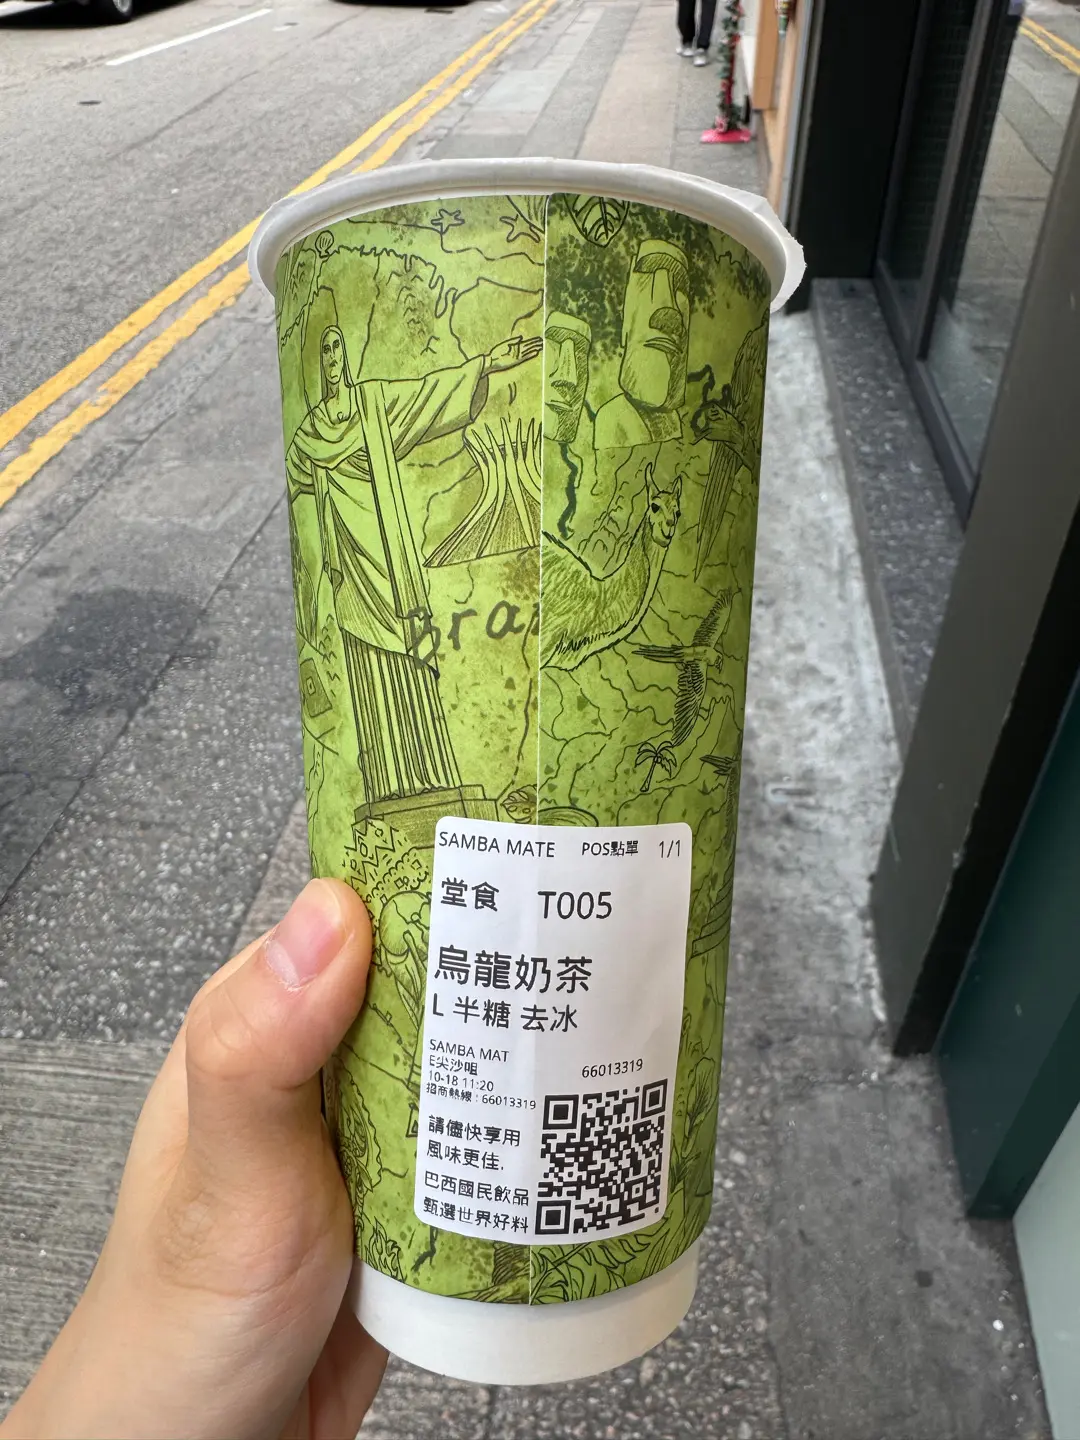 Bra
SAMBA MATE POS點單 1/1
堂食 T005
烏龍奶茶
L 半糖 去冰
SAMBA MAT
E尖沙咀
66013319
10-18 11:20
招商熱線：66013319
請儘快享用
風味更佳,
巴西國民飲品
甄選世界好料